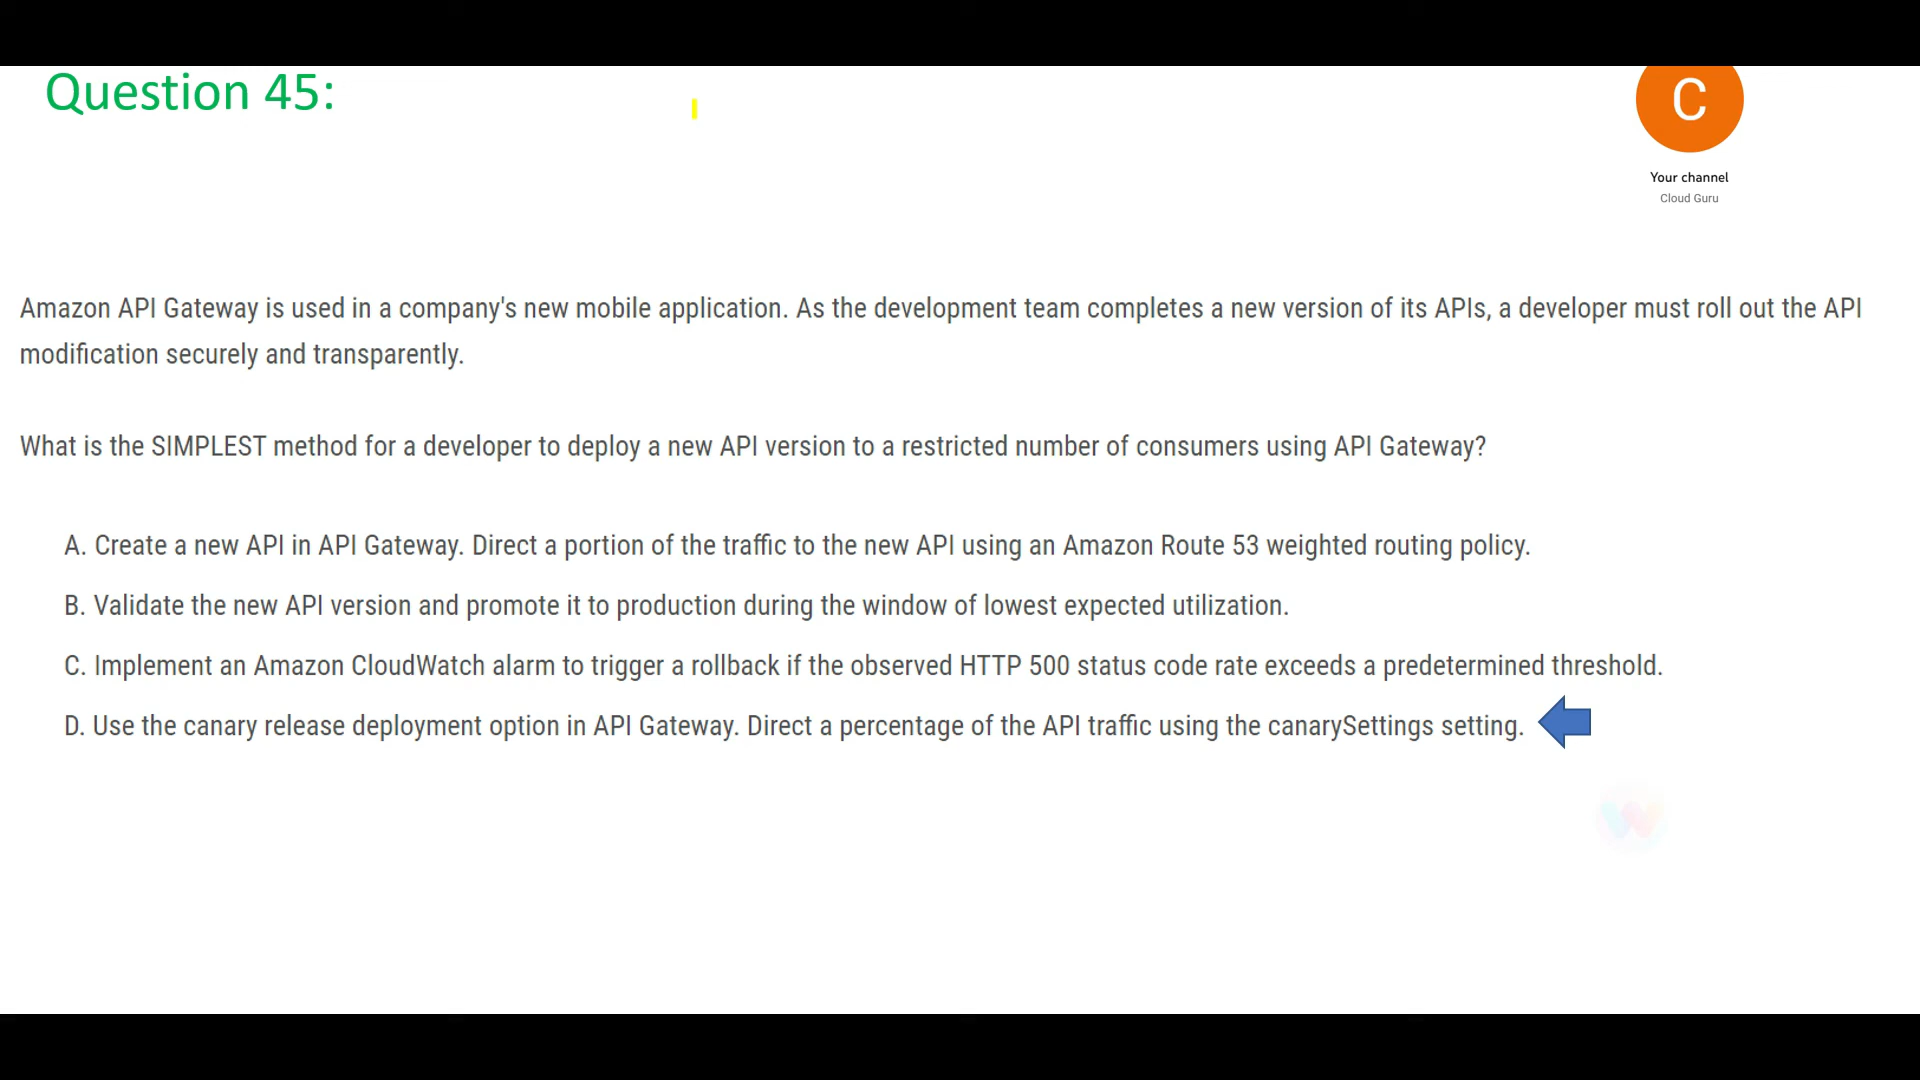 Question 45:
C
Your channel
Cloud Guru
Amazon API Gateway is used in a company's new mobile application. As the development team completes a new version of its APIs, a developer must roll out the API
modification securely and transparently.
What is the SIMPLEST method for a developer to deploy a new API version to a restricted number of consumers using API Gateway?
A. Create a new API in API Gateway. Direct a portion of the traffic to the new API using an Amazon Route 53 weighted routing policy.
B. Validate the new API version and promote it to production during the window of lowest expected utilization.
C. Implement an Amazon CloudWatch alarm to trigger a rollback if the observed HTTP 500 status code rate exceeds a predetermined threshold.
D. Use the canary release deployment option in API Gateway. Direct a percentage of the API traffic using the canarySettings setting.